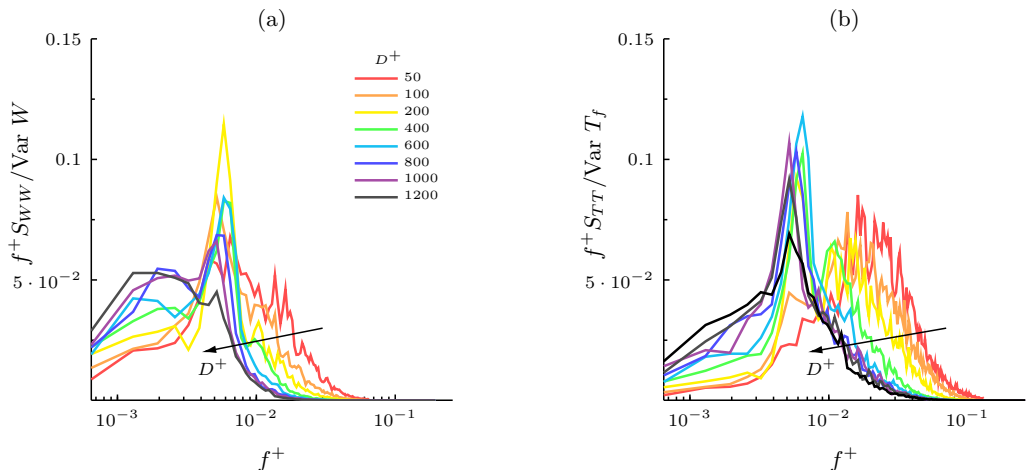 (a)
0.15
0.1
5 · 10⁻²
f⁺S_WW/Var W
D⁺
50
100
200
400
600
800
1000
1200
D⁺
10⁻³
10⁻²
10⁻¹
f⁺
(b)
0.15
0.1
5 · 10⁻²
f⁺S_TT/Var T_f
D⁺
10⁻³
10⁻²
10⁻¹
f⁺